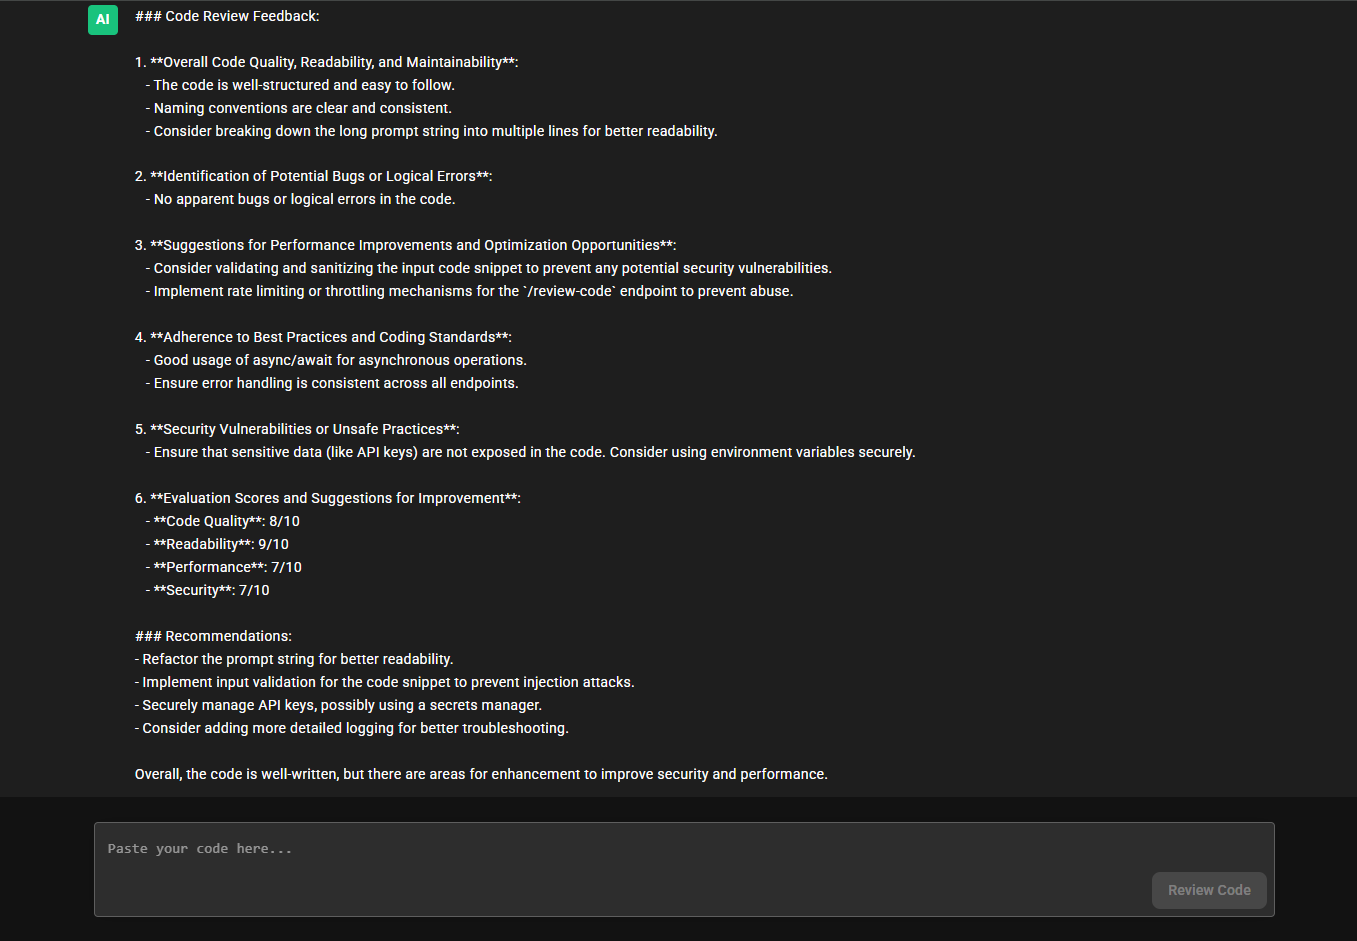 AI
### Code Review Feedback:
1. **Overall Code Quality, Readability, and Maintainability**:
- The code is well-structured and easy to follow.
- Naming conventions are clear and consistent.
- Consider breaking down the long prompt string into multiple lines for better readability.
2. **Identification of Potential Bugs or Logical Errors**:
- No apparent bugs or logical errors in the code.
3. **Suggestions for Performance Improvements and Optimization Opportunities**:
- Consider validating and sanitizing the input code snippet to prevent any potential security vulnerabilities.
- Implement rate limiting or throttling mechanisms for the `/review-code` endpoint to prevent abuse.
4. **Adherence to Best Practices and Coding Standards**:
- Good usage of async/await for asynchronous operations.
- Ensure error handling is consistent across all endpoints.
5. **Security Vulnerabilities or Unsafe Practices**:
- Ensure that sensitive data (like API keys) are not exposed in the code. Consider using environment variables securely.
6. **Evaluation Scores and Suggestions for Improvement**:
- **Code Quality**: 8/10
- **Readability**: 9/10
- **Performance**: 7/10
- **Security**: 7/10
### Recommendations:
- Refactor the prompt string for better readability.
- Implement input validation for the code snippet to prevent injection attacks.
- Securely manage API keys, possibly using a secrets manager.
- Consider adding more detailed logging for better troubleshooting.
Overall, the code is well-written, but there are areas for enhancement to improve security and performance.
Paste your code here...
Review Code